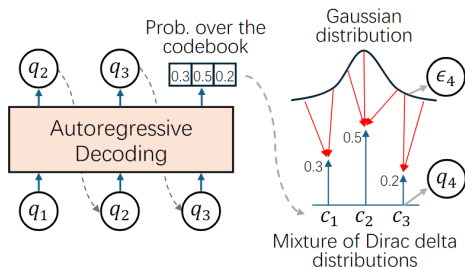 Prob. over the
codebook
0.3 0.5 0.2
q₂
q₃
Autoregressive
Decoding
q₁
q₂
q₃
Gaussian
distribution
ϵ₄
0.5
0.3
0.2
q₄
c₁ c₂ c₃
Mixture of Dirac delta
distributions